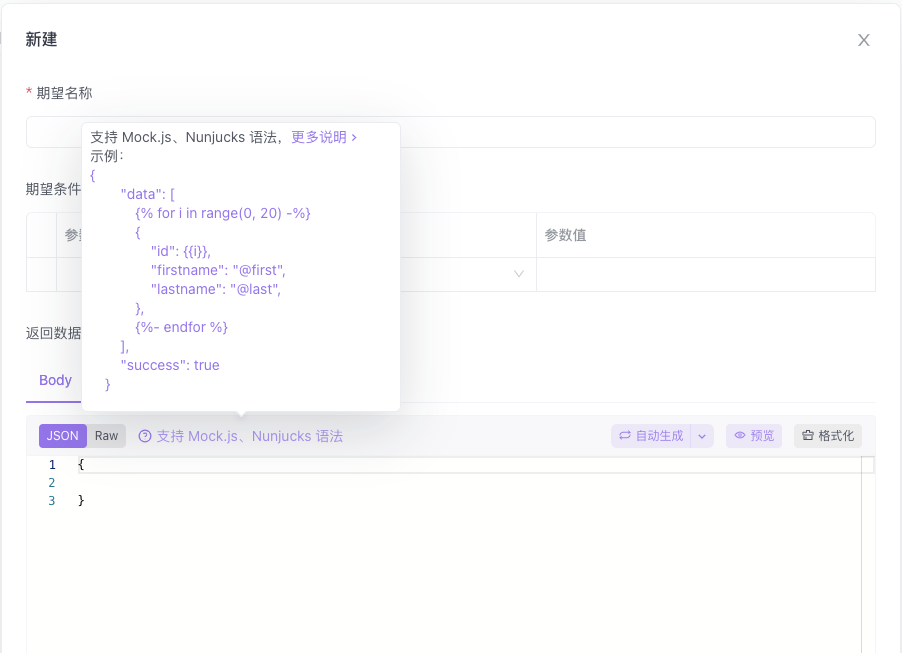 新建
* 期望名称
支持 Mock.js、Nunjucks 语法，更多说明 >
示例：
{
"data": [
{% for i in range(0, 20) -%}
{
"id": {{i}},
"firstname": "@first",
"lastname": "@last",
},
{%- endfor %}
],
"success": true
}
期望条件
参数值
返回数据
Body
JSON Raw 支持 Mock.js、Nunjucks 语法 自动生成 预览 格式化
1 {
2
3 }